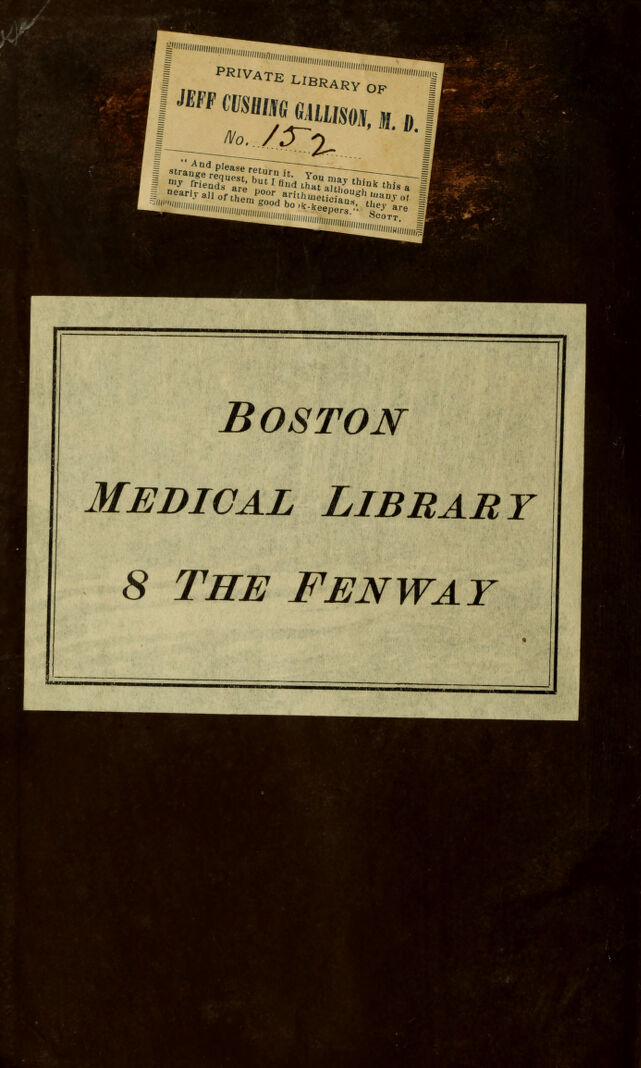 PRIVATE LIBRARY OF
JEFF CUSHING GALLISON, M. D.
No. 152
" And please return it. You may think this a
strange request, but I find that although many of
my friends are poor arithmeticians, they are
nearly all of them good book-keepers." SCOTT.
BOSTON
MEDICAL LIBRARY
8 THE FENWAY